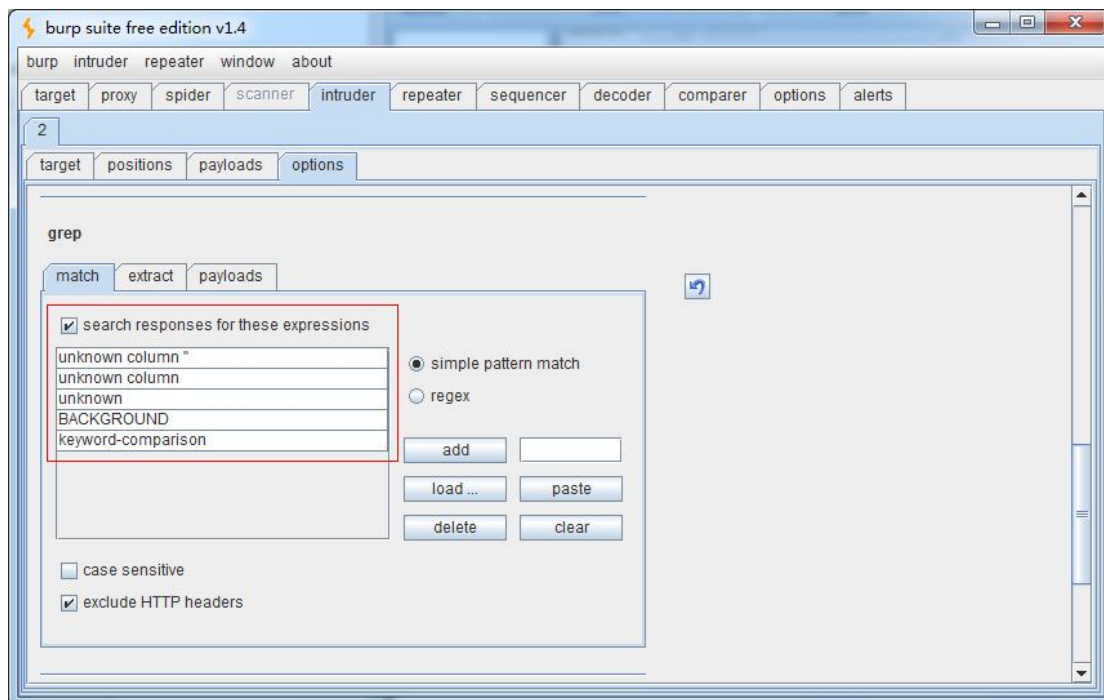 burp suite free edition v1.4
burp intruder repeater window about
target proxy spider scanner intruder repeater sequencer decoder comparer options alerts
2
target positions payloads options
grep
match extract payloads
search responses for these expressions
unknown column "
unknown column
unknown
BACKGROUND
keyword-comparison
simple pattern match
regex
add
load ... paste
delete clear
case sensitive
exclude HTTP headers